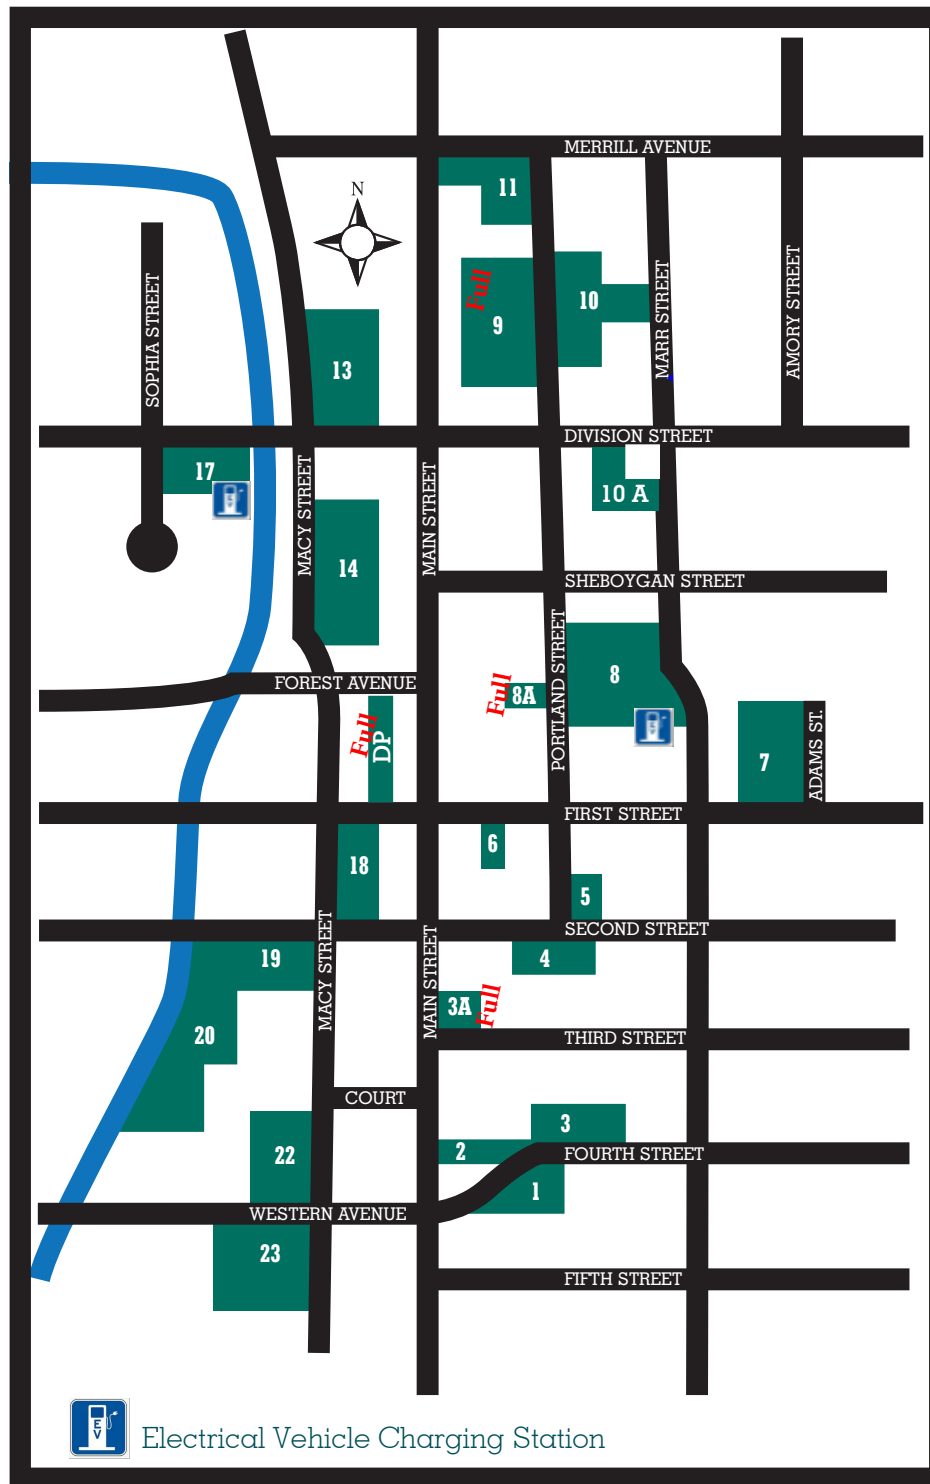 MERRILL AVENUE
11
N
Full
9
10
SOPHIA STREET
MARR STREET
AMORY STREET
13
DIVISION STREET
17
MACY STREET
MAIN STREET
10 A
14
SHEBOYGAN STREET
PORTLAND STREET
8
FOREST AVENUE
Full
8A
Full
DP
7
ADAMS ST.
FIRST STREET
6
18
5
SECOND STREET
MACY STREET
MAIN STREET
19
4
3A
Full
20
THIRD STREET
COURT
3
2
FOURTH STREET
22
1
WESTERN AVENUE
23
FIFTH STREET
EV
Electrical Vehicle Charging Station